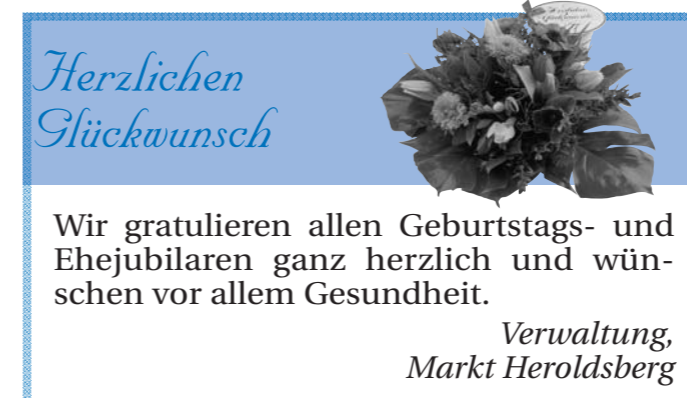 Herzlichen
Glückwunsch
Wir gratulieren allen Geburtstags- und
Ehejubilaren ganz herzlich und wün-
schen vor allem Gesundheit.
Verwaltung,
Markt Heroldsberg